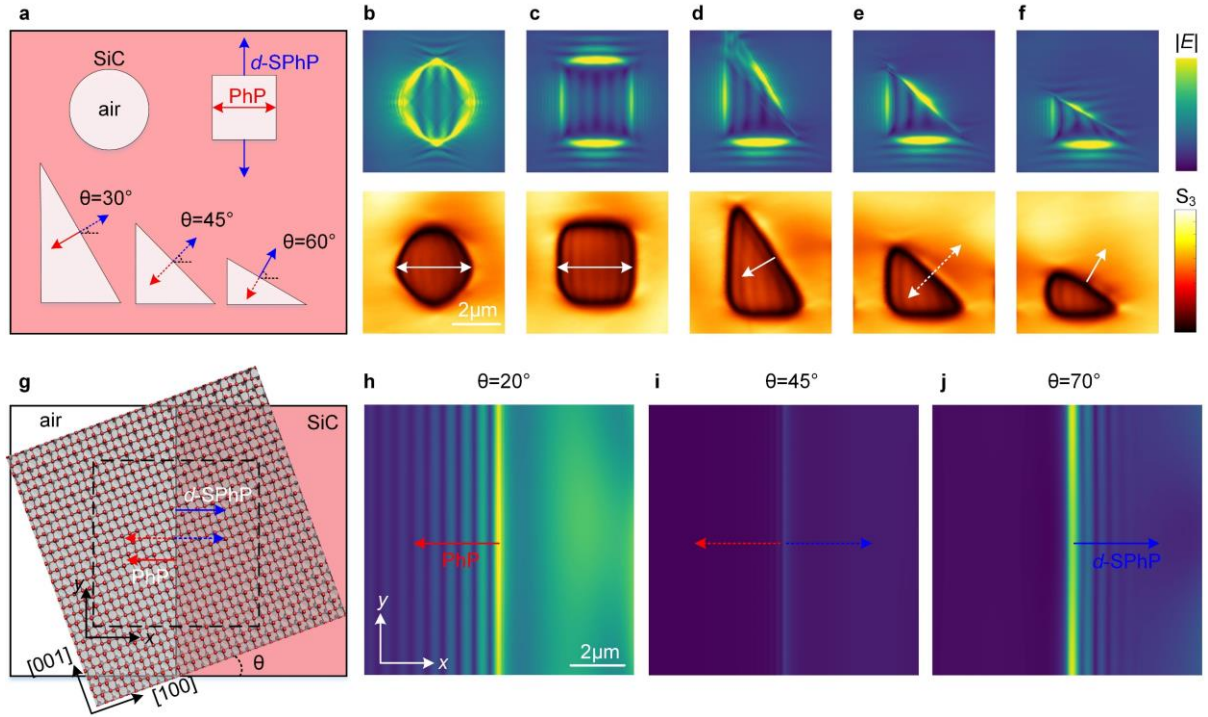 a
SiC
air
d-SPhP
PhP
θ=30°
θ=45°
θ=60°
b
c
d
e
f
|E|
2μm
S3
g
air
SiC
d-SPhP
PhP
y
x
[001]
[100]
θ
h
θ=20°
PhP
y
x
2μm
i
θ=45°
j
θ=70°
d-SPhP